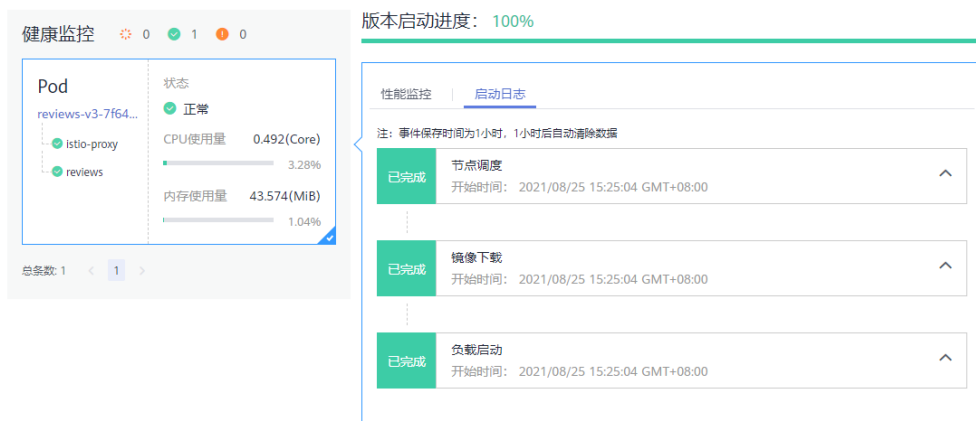 健康监控 0 1 0
Pod
reviews-v3-7f64...
istio-proxy
reviews
状态
正常
CPU使用量 0.492(Core)
3.28%
内存使用量 43.574(MiB)
1.04%
总条数: 1 < 1 >
版本启动进度： 100%
性能监控 启动日志
注：事件保存时间为1小时，1小时后自动清除数据
已完成
节点调度
开始时间： 2021/08/25 15:25:04 GMT+08:00
已完成
镜像下载
开始时间： 2021/08/25 15:25:04 GMT+08:00
已完成
负载启动
开始时间： 2021/08/25 15:25:04 GMT+08:00